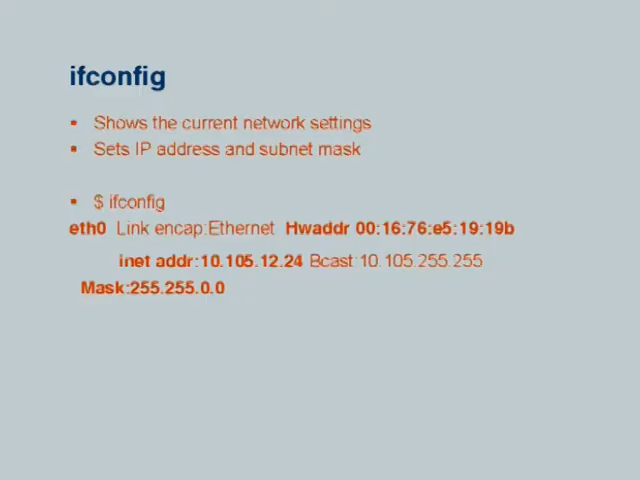 ifconfig
▪ Shows the current network settings
▪ Sets IP address and subnet mask
▪ $ ifconfig
eth0 Link encap:Ethernet Hwaddr 00:16:76:e5:19:19b
inet addr:10.105.12.24 Bcast:10.105.255.255
Mask:255.255.0.0